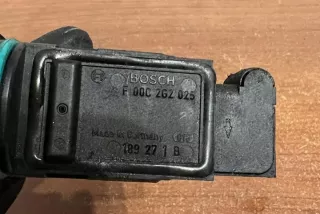 BOSCH
F 00C 2G2 025
Made in Germany
189 27 1 B